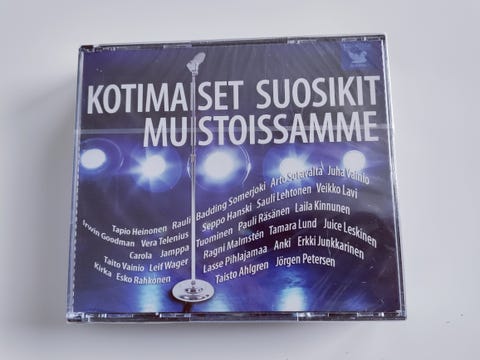 KOTIMAISET SUOSIKIT
MUISTOISSAMME
Tapio Heinonen Rauli Badding Somerjoki Arto Sotavalta Juha Vainio
Irwin Goodman Vera Telenius Seppo Hanski Sauli Lehtonen Veikko Lavi
Carola Jamppa Tuominen Pauli Räsänen Laila Kinnunen
Taito Vainio Leif Wager Ragni Malmstén Tamara Lund Juice Leskinen
Kirka Esko Rahkonen Lasse Pihlajamaa Anki Erkki Junkkarinen
Taisto Ahlgren Jörgen Petersen